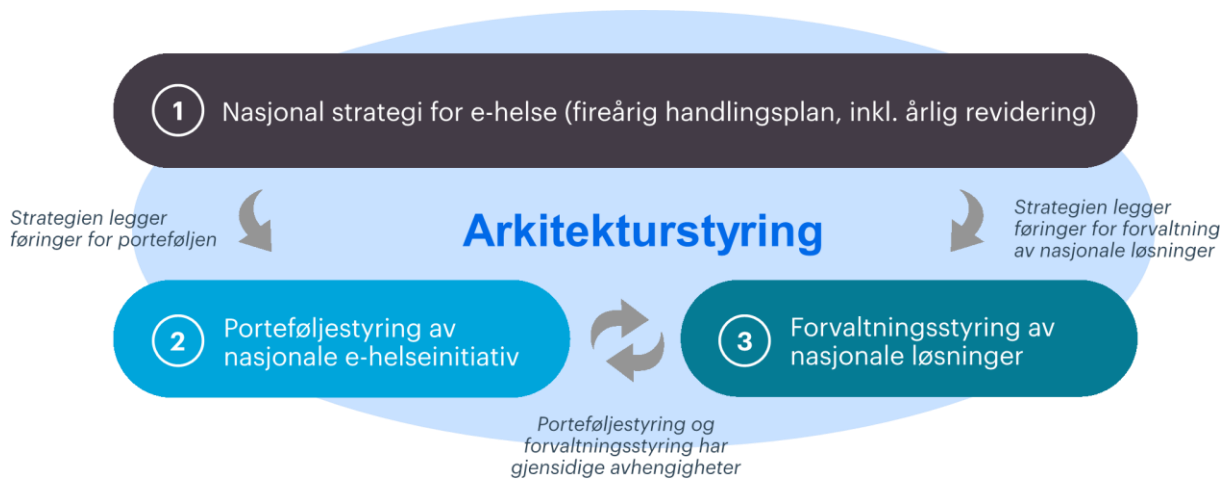 1 Nasjonal strategi for e-helse (fireårig handlingsplan, inkl. årlig revidering)
Strategien legger
føringer for porteføljen
Arkitekturstyring
Strategien legger
føringer for forvaltning
av nasjonale løsninger
2 Porteføljestyring av
nasjonale e-helseinitiativ
3 Forvaltningsstyring av
nasjonale løsninger
Porteføljestyring og
forvaltningsstyring har
gjensidige avhengigheter